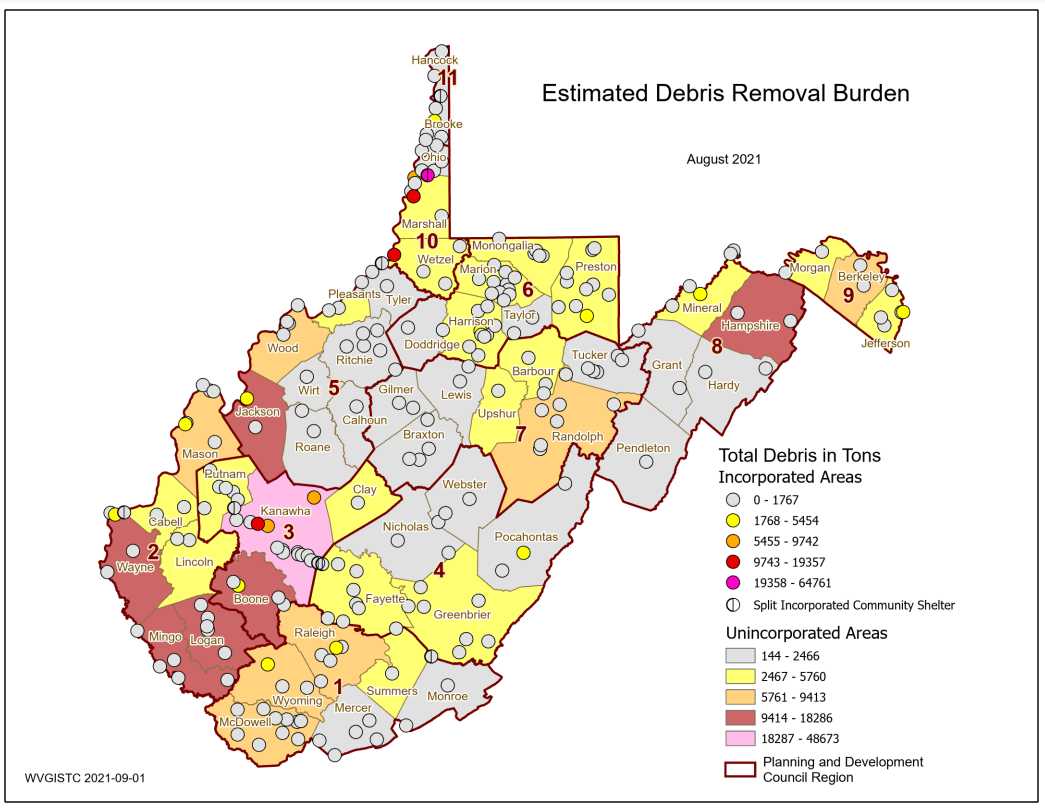 Estimated Debris Removal Burden
August 2021
Hancock
11
Brooke
Ohio
Marshall
10
Wetzel
Monongalia
Marion
Preston
6
Pleasants
Tyler
Harrison
Taylor
Doddridge
Wood
Ritchie
Barbour
Tucker
Morgan
Berkeley
9
Mineral
Hampshire
8
Jefferson
Grant
Hardy
Wirt
5
Gilmer
Lewis
Upshur
Jackson
Calhoun
Roane
Braxton
7
Randolph
Pendleton
Mason
Putnam
Clay
Webster
Kanawha
3
Nicholas
Cabell
2
Wayne
Lincoln
Pocahontas
4
Boone
Fayette
Greenbrier
Mingo
Logan
Raleigh
1
Wyoming
Summers
Monroe
Mercer
McDowell
Total Debris in Tons
Incorporated Areas
0 - 1767
1768 - 5454
5455 - 9742
9743 - 19357
19358 - 64761
Split Incorporated Community Shelter
Unincorporated Areas
144 - 2466
2467 - 5760
5761 - 9413
9414 - 18286
18287 - 48673
Planning and Development
Council Region
WVGISTC 2021-09-01